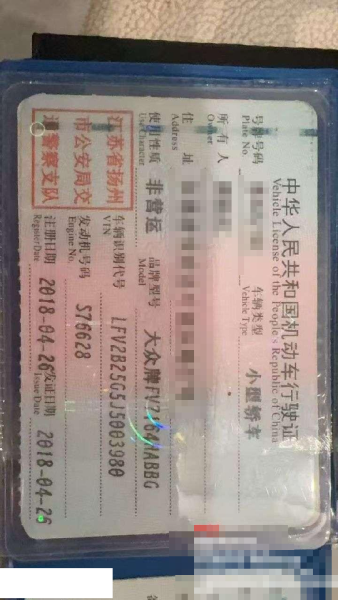 中华人民共和国机动车行驶证
Vehicle License of the People's Republic of China
号牌号码
Plate No.
车辆类型 小型轿车
Vehicle Type
所有人
Owner
住址
Address
使用性质 非营运
Use Character
品牌型号 大众牌
Model
江苏省扬州
市公安局交
通警察支队
车辆识别代号 LFV2B25G5J5003980
VIN
发动机号码 S76628
Engine No.
注册日期 2018-04-26
Register Date
发证日期 2018-04-26
Issue Date